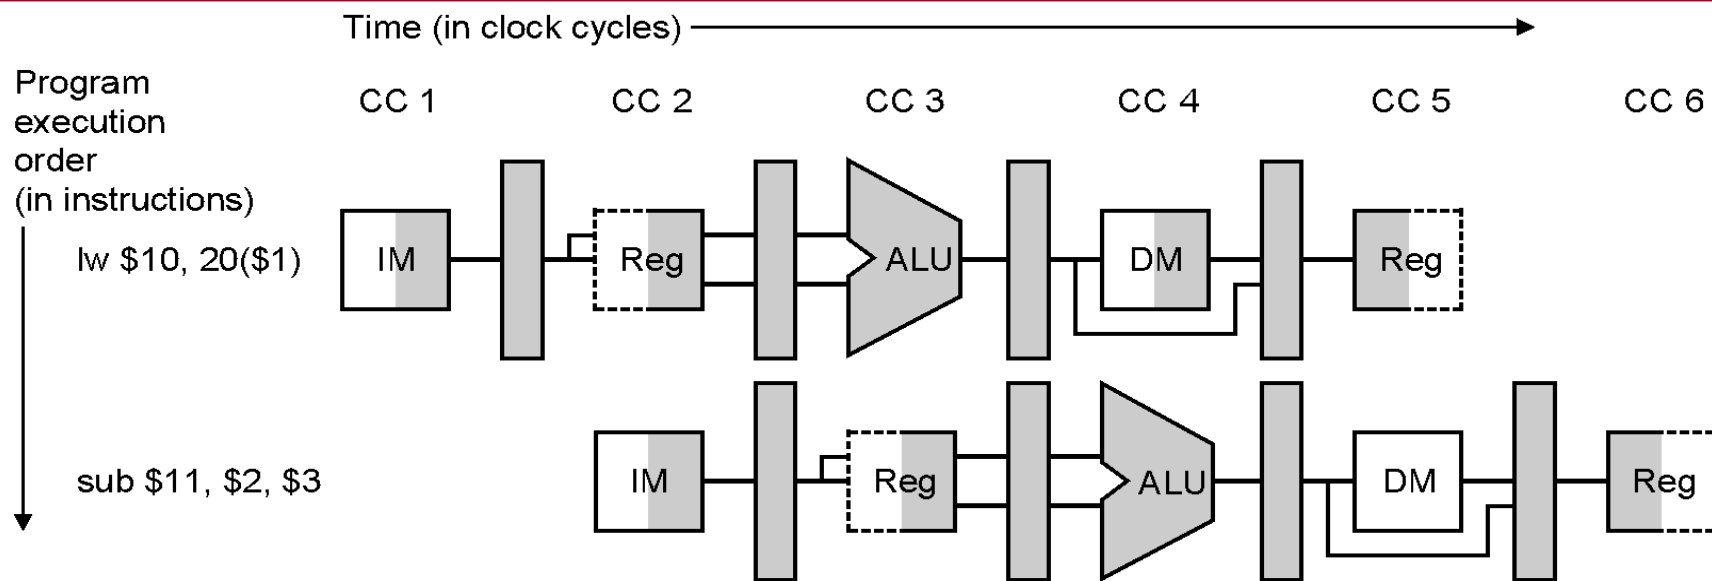 Time (in clock cycles)
Program
execution
order
(in instructions)
CC 1 CC 2 CC 3 CC 4 CC 5 CC 6
lw $10, 20($1)
IM Reg ALU DM Reg
sub $11, $2, $3
IM Reg ALU DM Reg